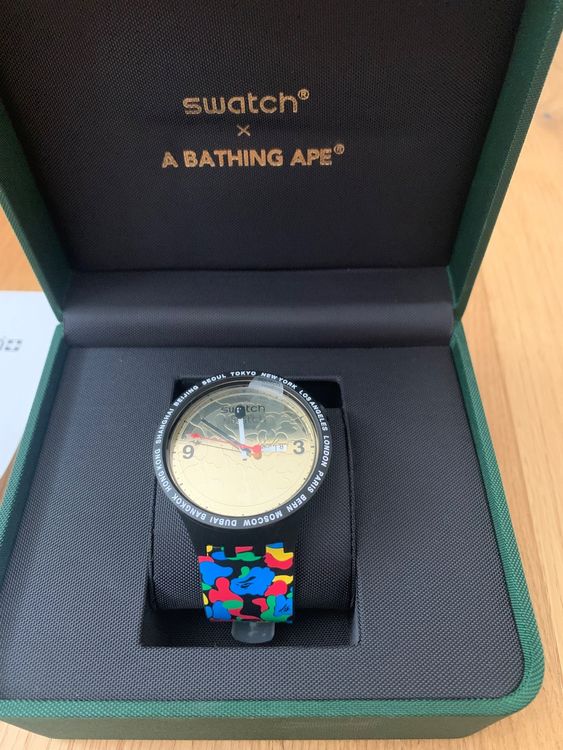 swatch®
×
A BATHING APE®
SEOUL TOKYO NEW YORK LOS ANGELES LONDON PARIS BERN MOSCOW DUBAI BANGKOK HONG KONG SHANGHAI BEIJING
swatch
9 3